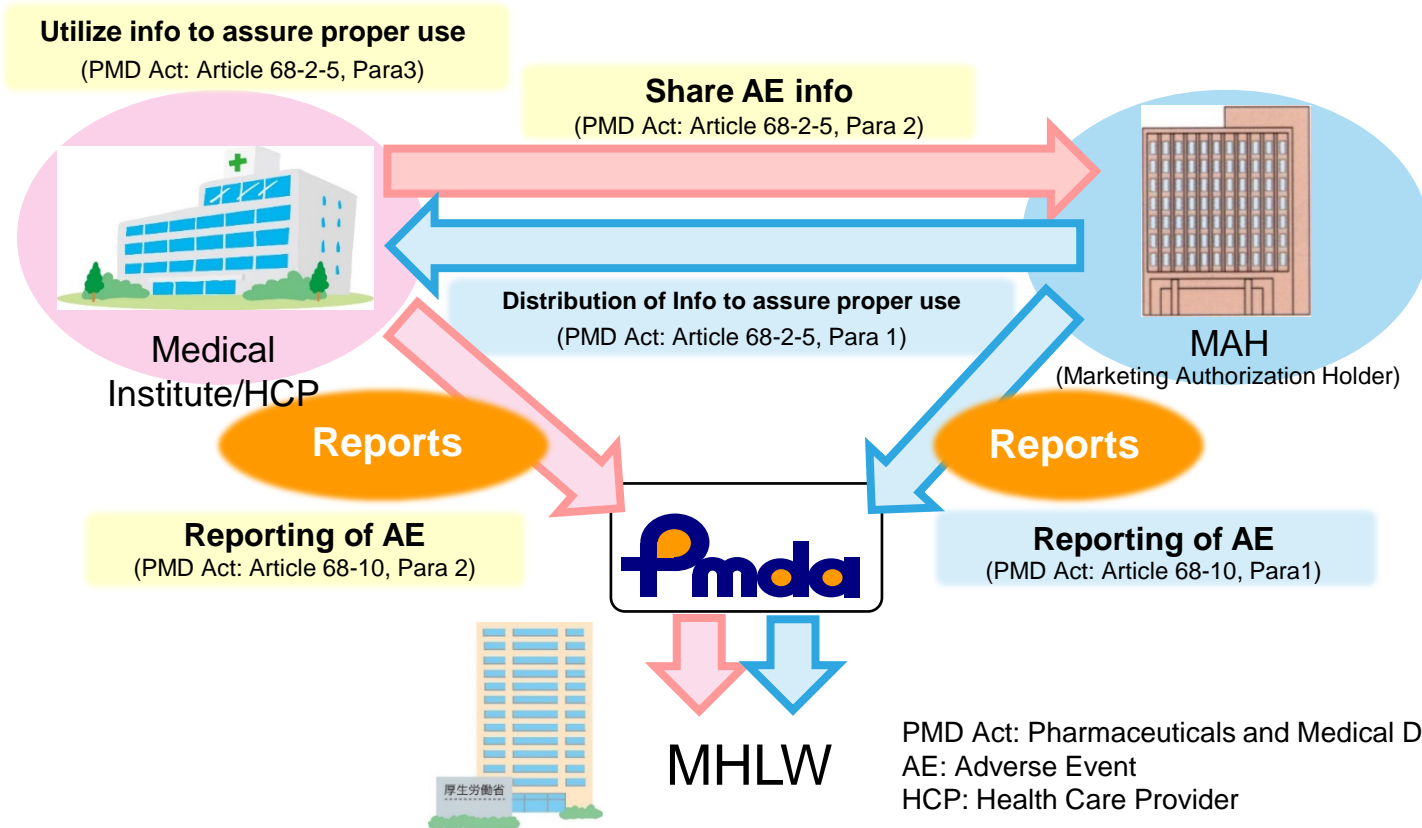 Utilize info to assure proper use
(PMD Act: Article 68-2-5, Para3)
Share AE info
(PMD Act: Article 68-2-5, Para 2)
Distribution of Info to assure proper use
(PMD Act: Article 68-2-5, Para 1)
Medical
Institute/HCP
MAH
(Marketing Authorization Holder)
Reports
Reports
Reporting of AE
(PMD Act: Article 68-10, Para 2)
Reporting of AE
(PMD Act: Article 68-10, Para1)
Pmda
厚生労働省
MHLW
PMD Act: Pharmaceuticals and Medical D
AE: Adverse Event
HCP: Health Care Provider